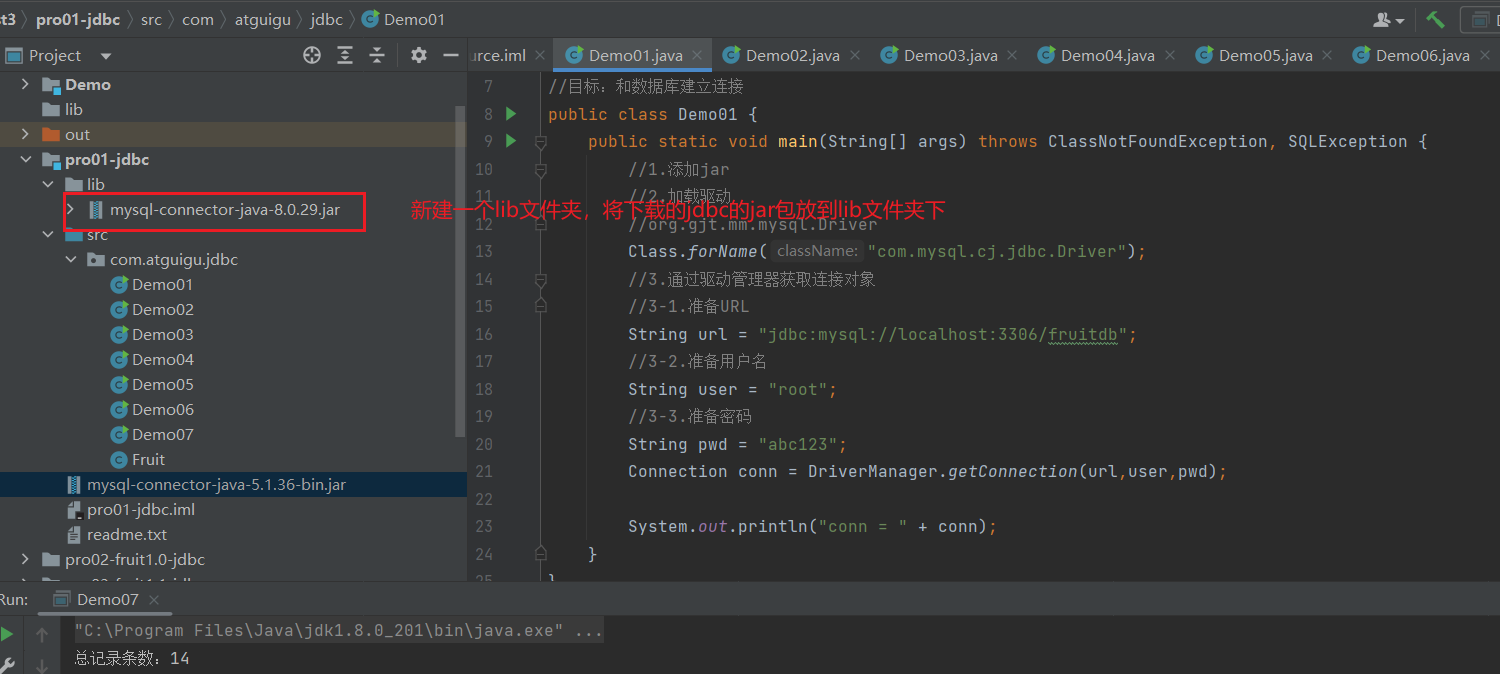 t3 pro01-jdbc src com atguigu jdbc Demo01
Project
urce.iml Demo01.java Demo02.java Demo03.java Demo04.java Demo05.java Demo06.java
Demo
lib
out
pro01-jdbc
lib
mysql-connector-java-8.0.29.jar
src
com.atguigu.jdbc
Demo01
Demo02
Demo03
Demo04
Demo05
Demo06
Demo07
Fruit
mysql-connector-java-5.1.36-bin.jar
pro01-jdbc.iml
readme.txt
pro02-fruit1.0-jdbc
7 //目标：和数据库建立连接
8 public class Demo01 {
9 public static void main(String[] args) throws ClassNotFoundException, SQLException {
10 //1.添加jar
11 //2.加载驱动
新建一个lib文件夹，将下载的jdbc的jar包放到lib文件夹下
12 //org.gjt.mm.mysql.Driver
13 Class.forName( className: "com.mysql.cj.jdbc.Driver");
14 //3.通过驱动管理器获取连接对象
15 //3-1.准备URL
16 String url = "jdbc:mysql://localhost:3306/fruitdb";
17 //3-2.准备用户名
18 String user = "root";
19 //3-3.准备密码
20 String pwd = "abc123";
21 Connection conn = DriverManager.getConnection(url,user,pwd);
22
23 System.out.println("conn = " + conn);
24 }
25 }
Run: Demo07
"C:\Program Files\Java\jdk1.8.0_201\bin\java.exe" ...
总记录条数：14